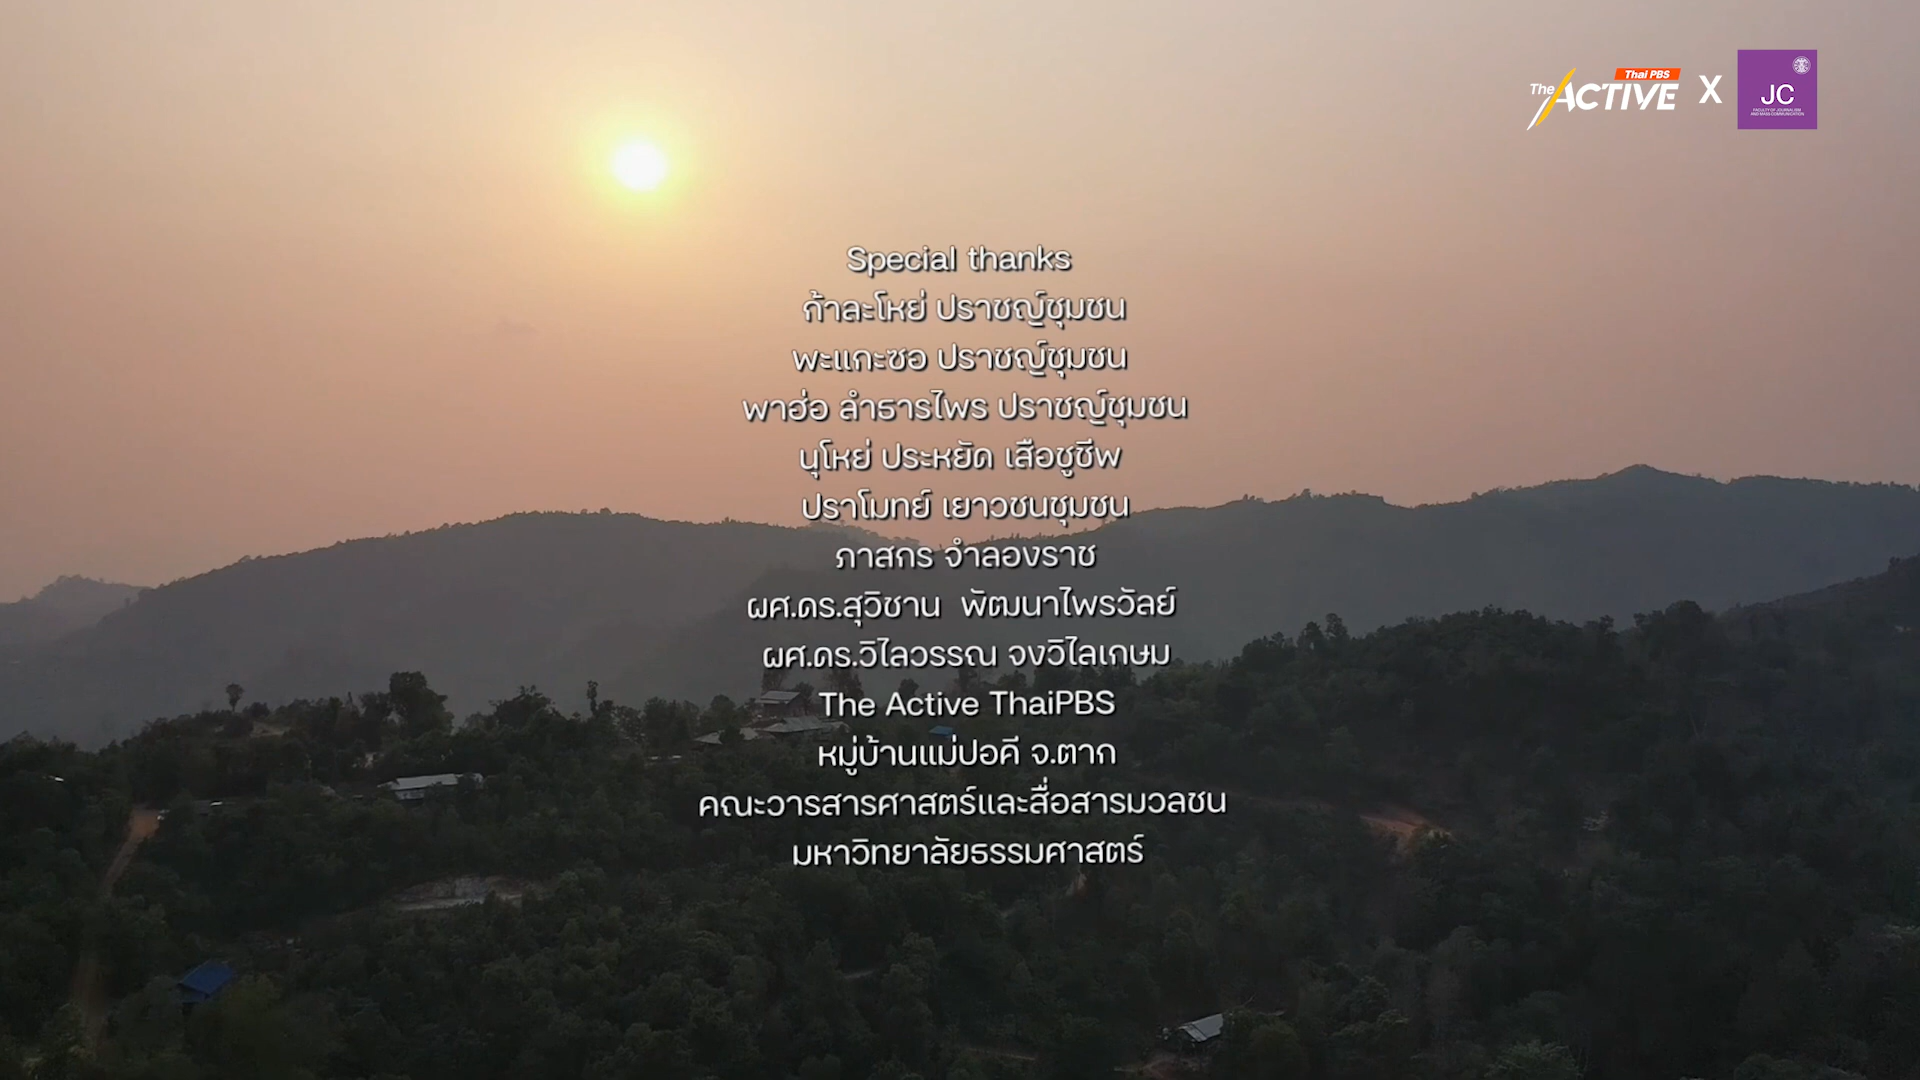 The ACTIVE Thai PBS X JC
FACULTY OF JOURNALISM
AND MASS COMMUNICATION
Special thanks
ก้าละโหย่ ปราชญ์ชุมชน
พะแกะซอ ปราชญ์ชุมชน
พาฮ่อ ลำธารไพร ปราชญ์ชุมชน
นุโหย่ ประหยัด เสือชูชีพ
ปราโมทย์ เยาวชนชุมชน
ภาสกร จำลองราช
ผศ.ดร.สุวิชาน พัฒนาไพรวัลย์
ผศ.ดร.วิไลวรรณ จงวิไลเกษม
The Active ThaiPBS
หมู่บ้านแม่ปอคี จ.ตาก
คณะวารสารศาสตร์และสื่อสารมวลชน
มหาวิทยาลัยธรรมศาสตร์